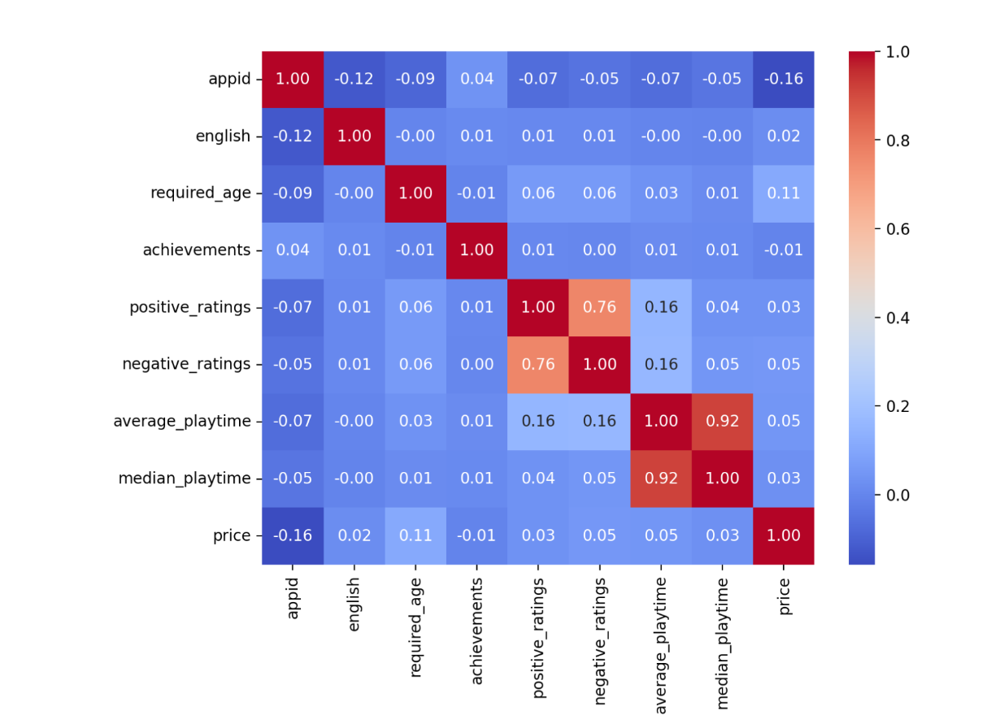 appid 1.00 -0.12 -0.09 0.04 -0.07 -0.05 -0.07 -0.05 -0.16
english -0.12 1.00 -0.00 0.01 0.01 0.01 -0.00 -0.00 0.02
required_age -0.09 -0.00 1.00 -0.01 0.06 0.06 0.03 0.01 0.11
achievements 0.04 0.01 -0.01 1.00 0.01 0.00 0.01 0.01 -0.01
positive_ratings -0.07 0.01 0.06 0.01 1.00 0.76 0.16 0.04 0.03
negative_ratings -0.05 0.01 0.06 0.00 0.76 1.00 0.16 0.05 0.05
average_playtime -0.07 -0.00 0.03 0.01 0.16 0.16 1.00 0.92 0.05
median_playtime -0.05 -0.00 0.01 0.01 0.04 0.05 0.92 1.00 0.03
price -0.16 0.02 0.11 -0.01 0.03 0.05 0.05 0.03 1.00
appid
english
required_age
achievements
positive_ratings
negative_ratings
average_playtime
median_playtime
price
1.0
0.8
0.6
0.4
0.2
0.0